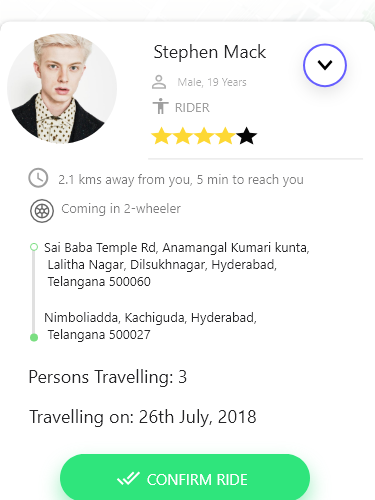 Stephen Mack
Male, 19 Years
RIDER
2.1 kms away from you, 5 min to reach you
Coming in 2-wheeler
Sai Baba Temple Rd, Anamangal Kumari kunta,
Lalitha Nagar, Dilsukhnagar, Hyderabad,
Telangana 500060
Nimboliadda, Kachiguda, Hyderabad,
Telangana 500027
Persons Travelling: 3
Travelling on: 26th July, 2018
CONFIRM RIDE